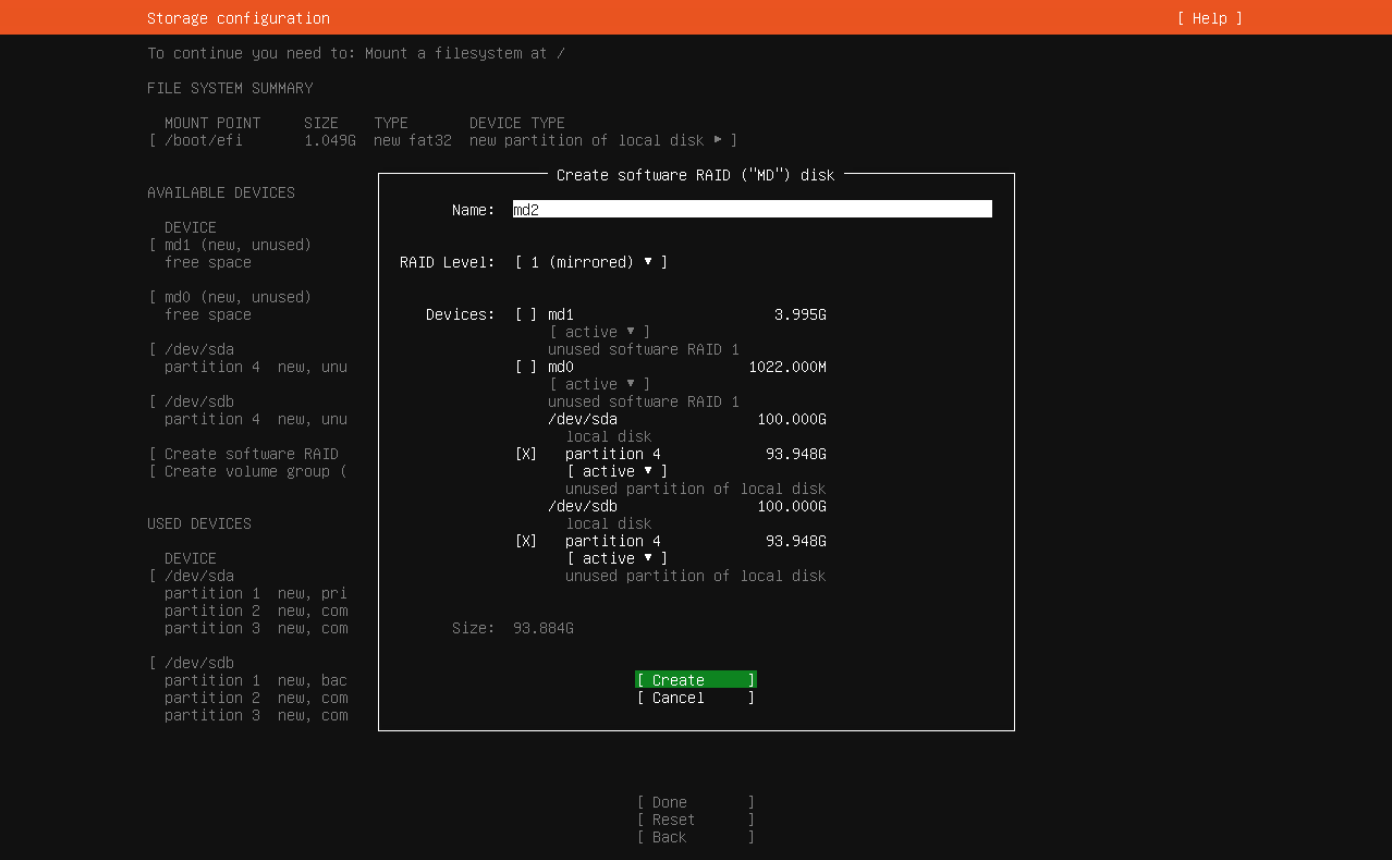 Storage configuration [ Help ]
To continue you need to: Mount a filesystem at /
FILE SYSTEM SUMMARY
MOUNT POINT SIZE TYPE DEVICE TYPE
[ /boot/efi 1.049G new fat32 new partition of local disk ▸ ]
AVAILABLE DEVICES
DEVICE
[ md1 (new, unused)
free space
[ md0 (new, unused)
free space
[ /dev/sda
partition 4 new, unu
[ /dev/sdb
partition 4 new, unu
[ Create software RAID
[ Create volume group (
USED DEVICES
DEVICE
[ /dev/sda
partition 1 new, pri
partition 2 new, com
partition 3 new, com
[ /dev/sdb
partition 1 new, bac
partition 2 new, com
partition 3 new, com
Create software RAID ("MD") disk
Name: md2
RAID Level: [ 1 (mirrored) ▾ ]
Devices: [ ] md1 3.995G
[ active ▾ ]
unused software RAID 1
[ ] md0 1022.000M
[ active ▾ ]
unused software RAID 1
/dev/sda 100.000G
local disk
[X] partition 4 93.948G
[ active ▾ ]
unused partition of local disk
/dev/sdb 100.000G
local disk
[X] partition 4 93.948G
[ active ▾ ]
unused partition of local disk
Size: 93.884G
[ Create ]
[ Cancel ]
[ Done ]
[ Reset ]
[ Back ]